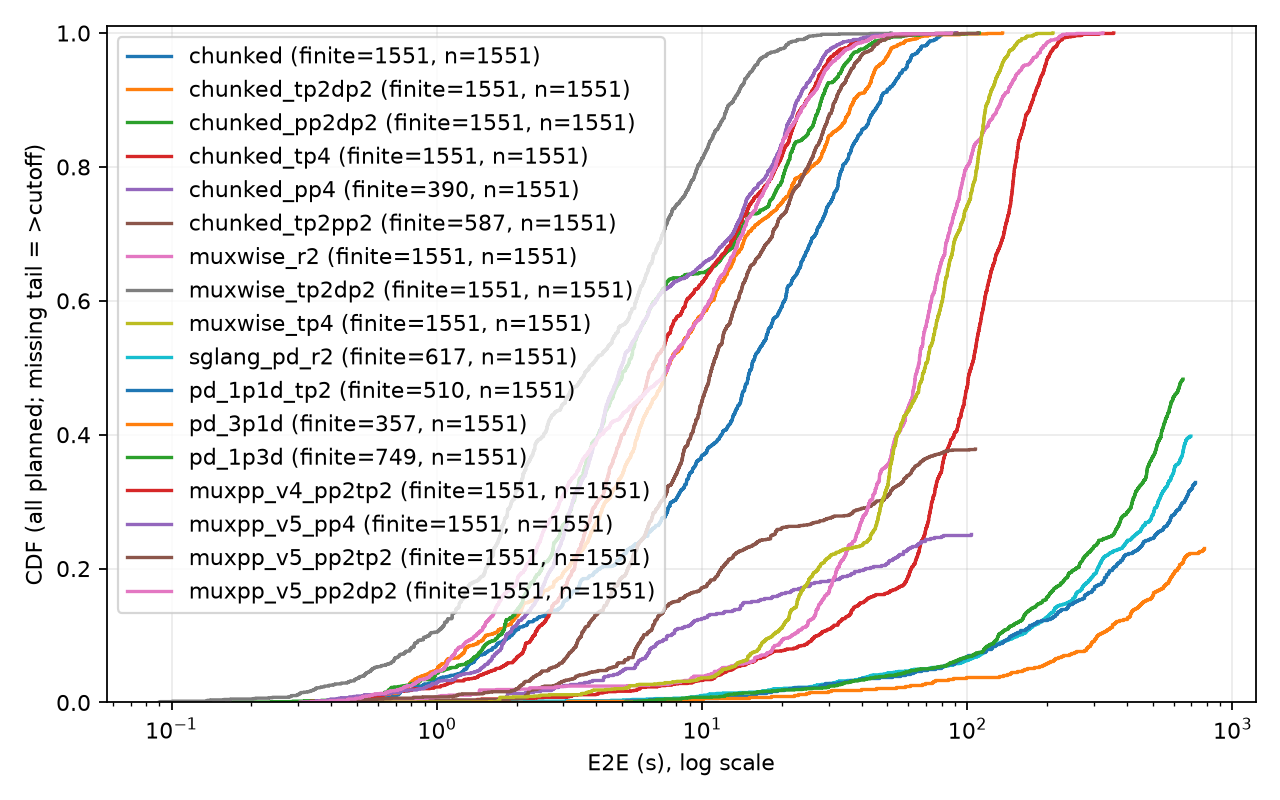 1.0
0.8
0.6
0.4
0.2
0.0
CDF (all planned; missing tail = >cutoff)
chunked (finite=1551, n=1551)
chunked_tp2dp2 (finite=1551, n=1551)
chunked_pp2dp2 (finite=1551, n=1551)
chunked_tp4 (finite=1551, n=1551)
chunked_pp4 (finite=390, n=1551)
chunked_tp2pp2 (finite=587, n=1551)
muxwise_r2 (finite=1551, n=1551)
muxwise_tp2dp2 (finite=1551, n=1551)
muxwise_tp4 (finite=1551, n=1551)
sglang_pd_r2 (finite=617, n=1551)
pd_1p1d_tp2 (finite=510, n=1551)
pd_3p1d (finite=357, n=1551)
pd_1p3d (finite=749, n=1551)
muxpp_v4_pp2tp2 (finite=1551, n=1551)
muxpp_v5_pp4 (finite=1551, n=1551)
muxpp_v5_pp2tp2 (finite=1551, n=1551)
muxpp_v5_pp2dp2 (finite=1551, n=1551)
10⁻¹ 10⁰ 10¹ 10² 10³
E2E (s), log scale